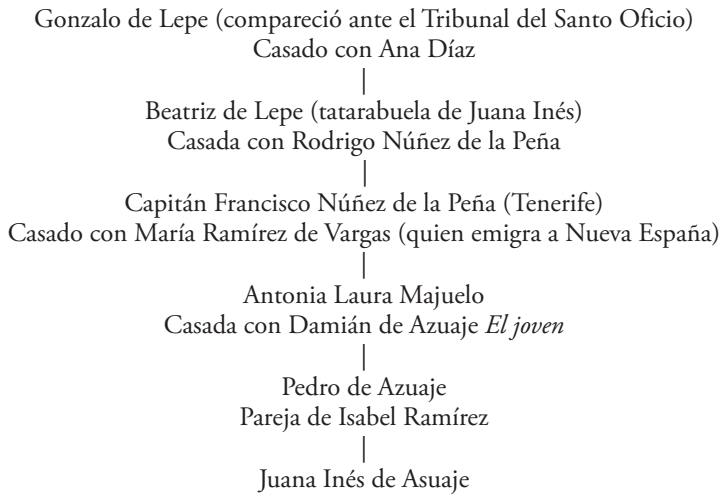 Gonzalo de Lepe (compareció ante el Tribunal del Santo Oficio)
Casado con Ana Díaz
|
Beatriz de Lepe (tatarabuela de Juana Inés)
Casada con Rodrigo Núñez de la Peña
|
Capitán Francisco Núñez de la Peña (Tenerife)
Casado con María Ramírez de Vargas (quien emigra a Nueva España)
|
Antonia Laura Majuelo
Casada con Damián de Azuaje El joven
|
Pedro de Azuaje
Pareja de Isabel Ramírez
|
Juana Inés de Asuaje